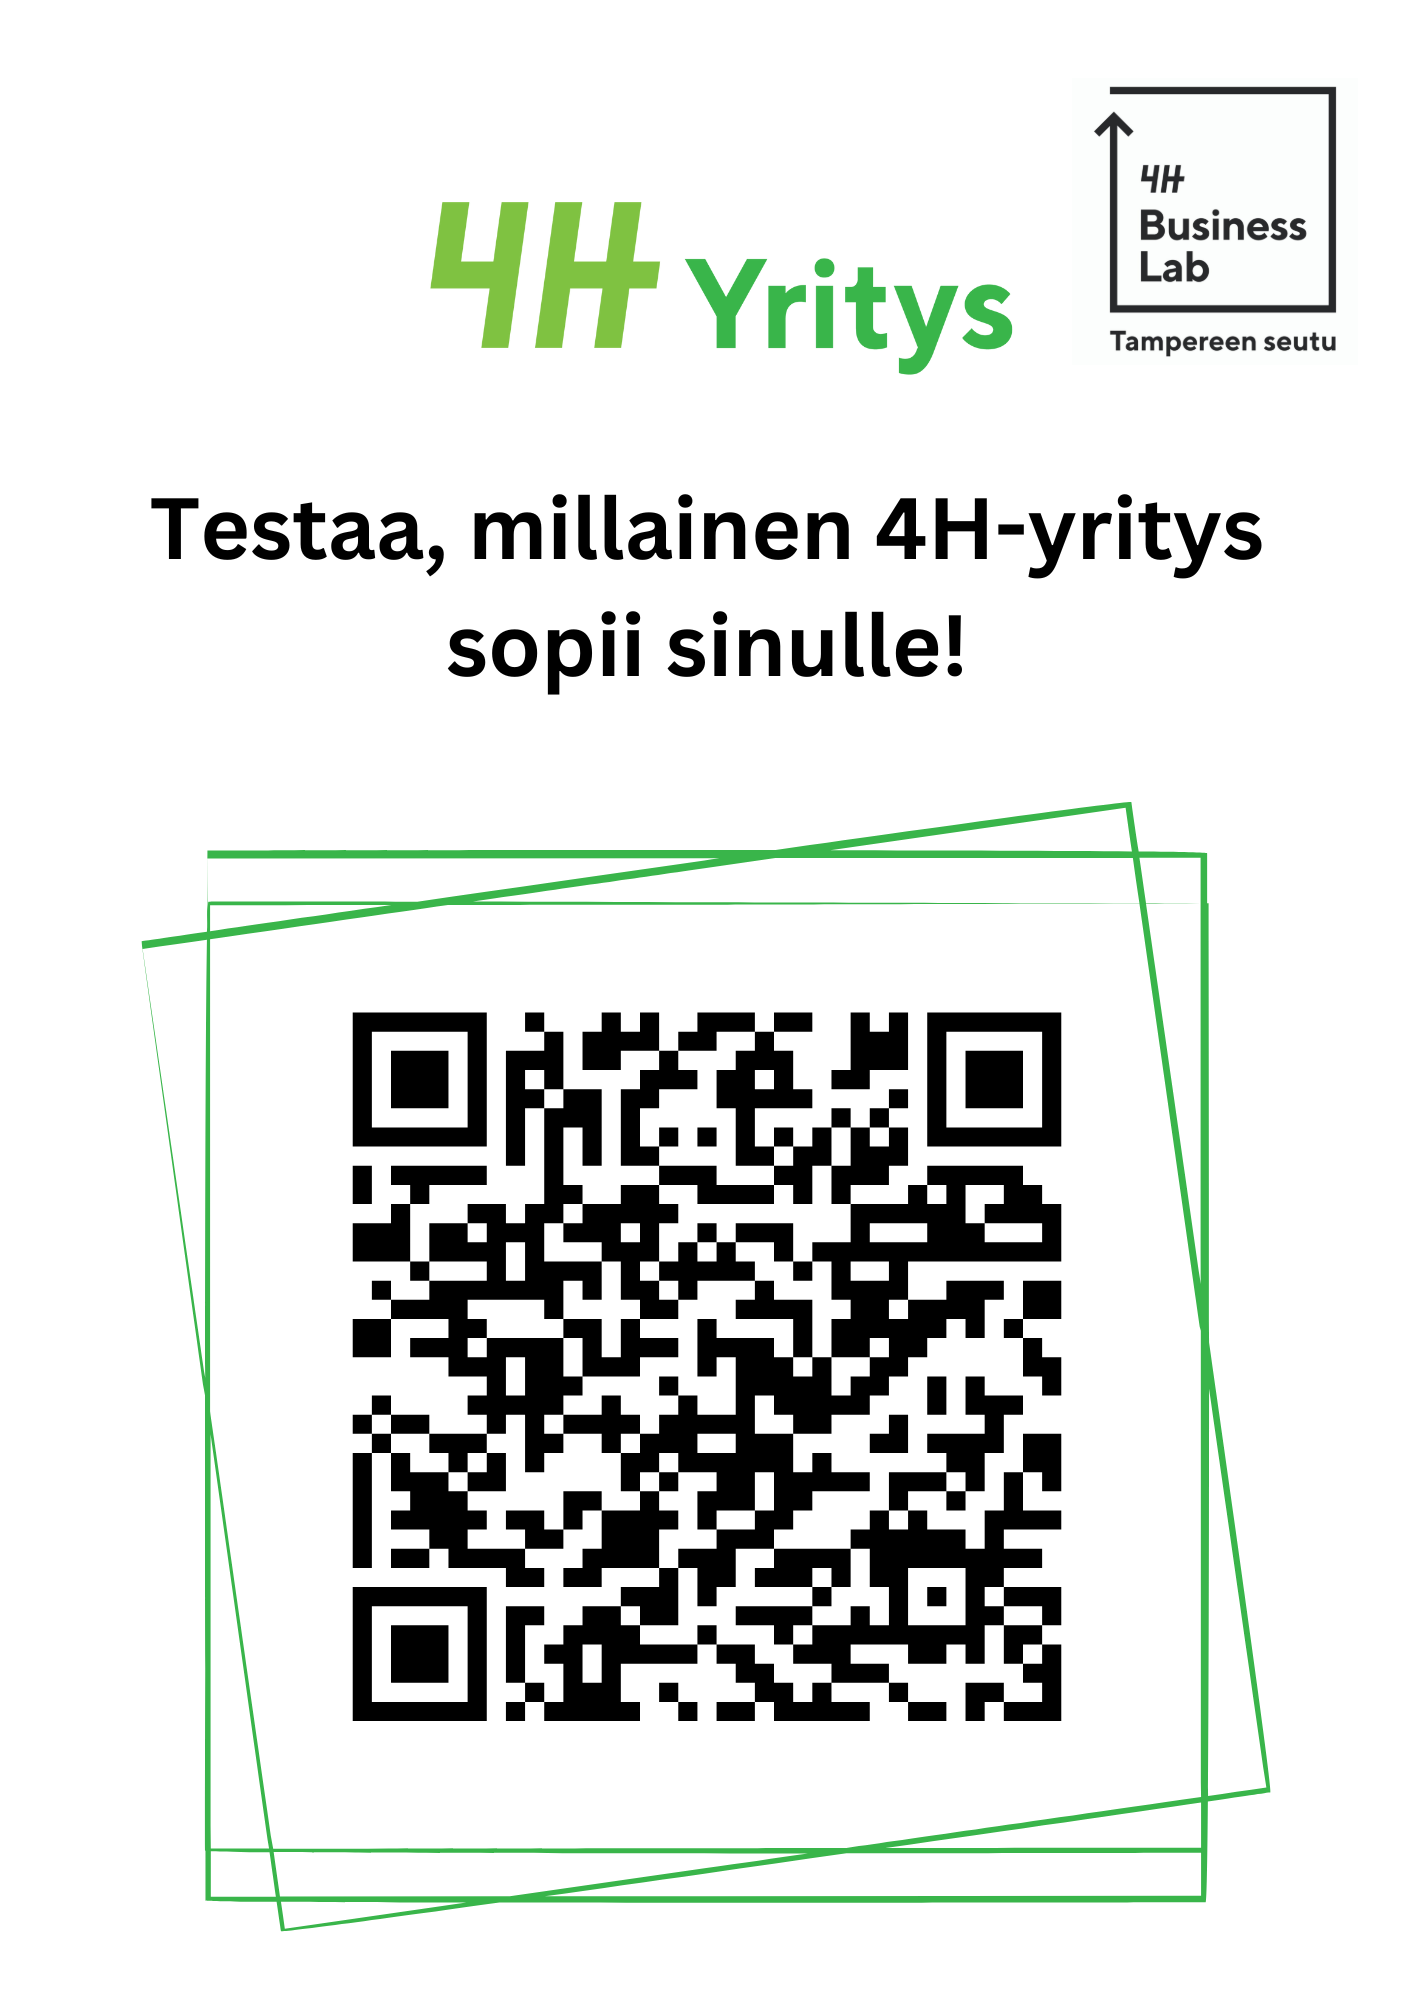 4H Yritys
4H
Business
Lab
Tampereen seutu
Testaa, millainen 4H-yritys
sopii sinulle!